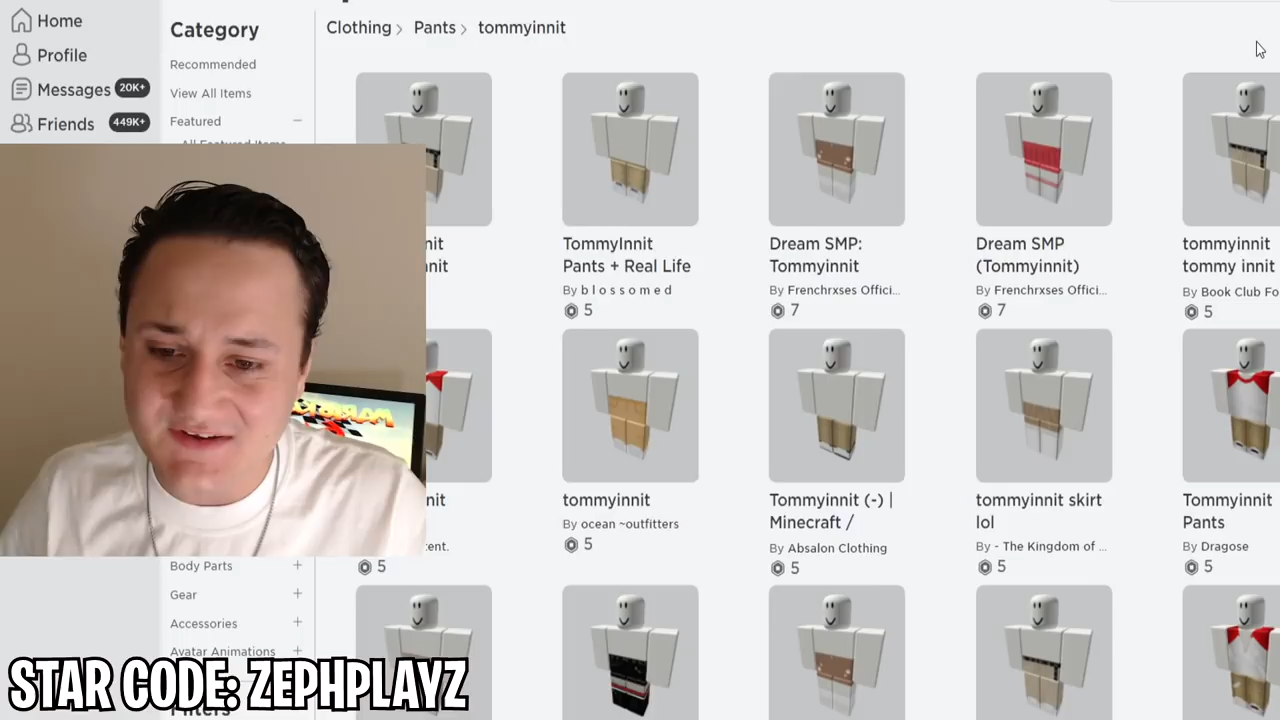 Home
Profile
Messages 20K+
Friends 449K+
Category
Recommended
View All Items
Featured
All Featured Items
Clothing > Pants > tommyinnit
TommyInnit
Pants + Real Life
By b l o s s o m e d
5
Dream SMP:
Tommyinnit
By Frenchrxses Offici...
7
Dream SMP
(Tommyinnit)
By Frenchrxses Offici...
7
tommyinnit
tommy innit
By Book Club Fo
5
5
tommyinnit
By ocean ~outfitters
5
Tommyinnit (-) |
Minecraft /
By Absalon Clothing
5
tommyinnit skirt
lol
By - The Kingdom of ...
5
Tommyinnit
Pants
By Dragose
5
Body Parts
Gear
Accessories
Avatar Animations
Filters
STAR CODE: ZEPHPLAYZ